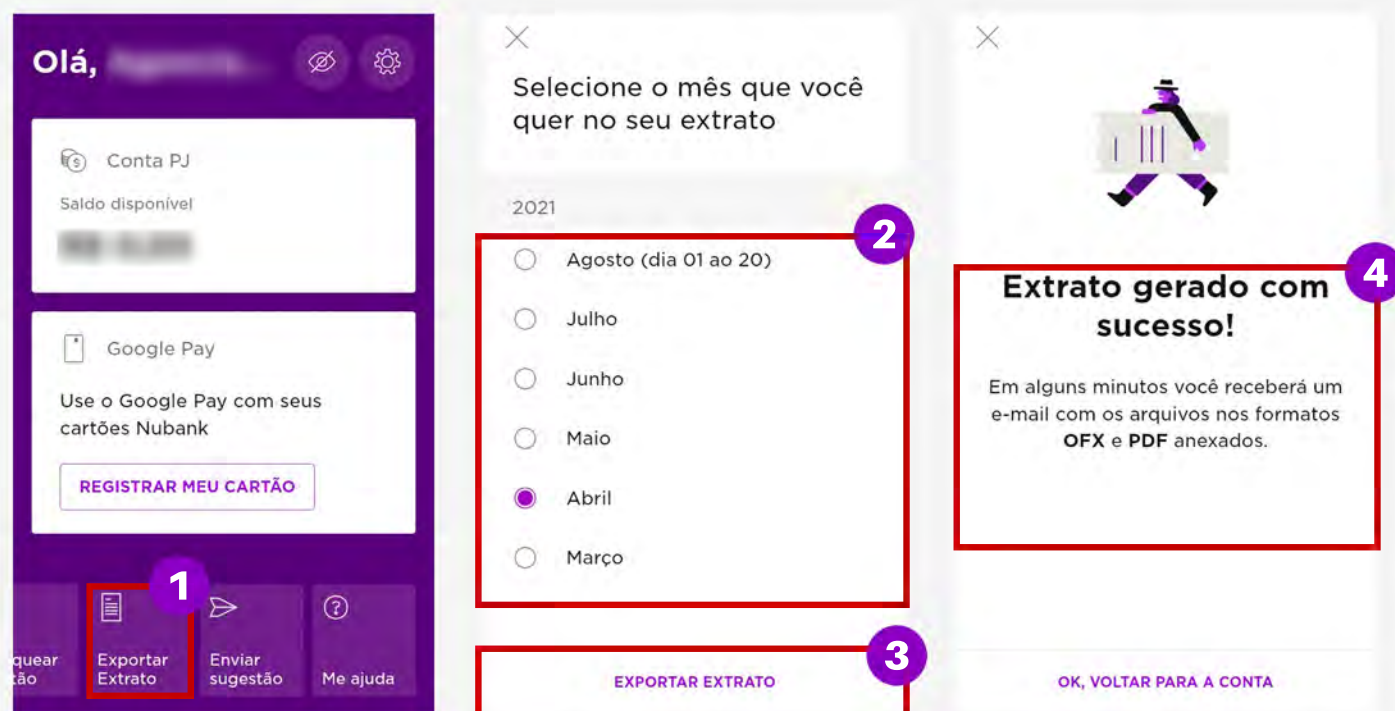 Olá,
Conta PJ
Saldo disponível
Google Pay
Use o Google Pay com seus
cartões Nubank
REGISTRAR MEU CARTÃO
1
quear
tão
Exportar
Extrato
Enviar
sugestão
Me ajuda
Selecione o mês que você
quer no seu extrato
2021
2
Agosto (dia 01 ao 20)
Julho
Junho
Maio
Abril
Março
3
EXPORTAR EXTRATO
4
Extrato gerado com
sucesso!
Em alguns minutos você receberá um
e-mail com os arquivos nos formatos
OFX e PDF anexados.
OK, VOLTAR PARA A CONTA